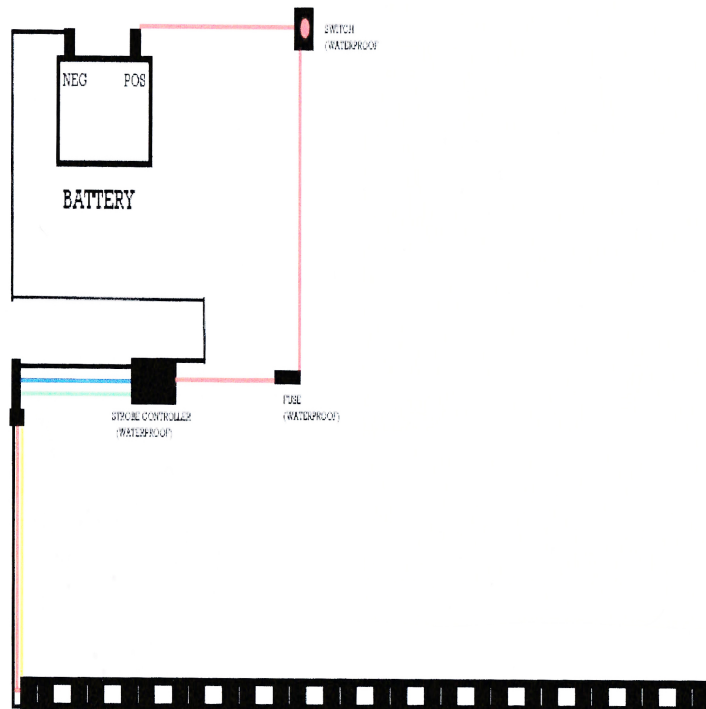 SWITCH
(WATERPROOF
NEG POS
BATTERY
STROBE CONTROLLER
(WATERPROOF)
FUSE
(WATERPROOF)